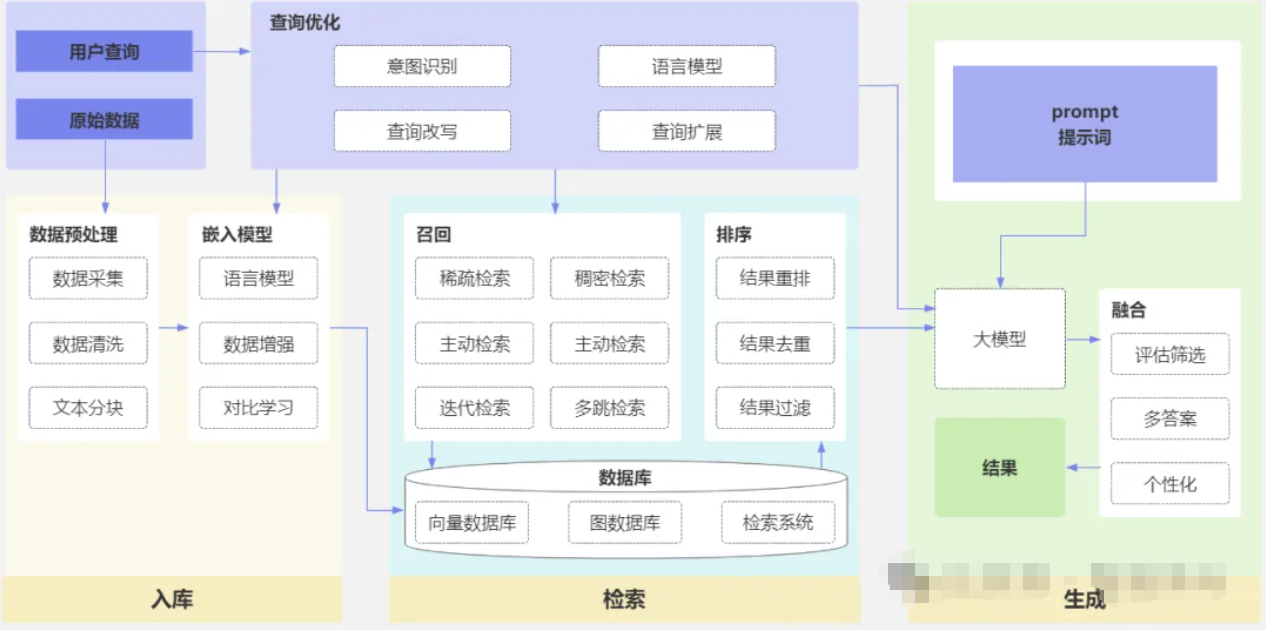 用户查询
原始数据
查询优化
意图识别
语言模型
查询改写
查询扩展
prompt
提示词
数据预处理
数据采集
数据清洗
文本分块
嵌入模型
语言模型
数据增强
对比学习
召回
稀疏检索
稠密检索
主动检索
主动检索
迭代检索
多跳检索
排序
结果重排
结果去重
结果过滤
数据库
向量数据库
图数据库
检索系统
大模型
融合
评估筛选
多答案
个性化
结果
入库
检索
生成